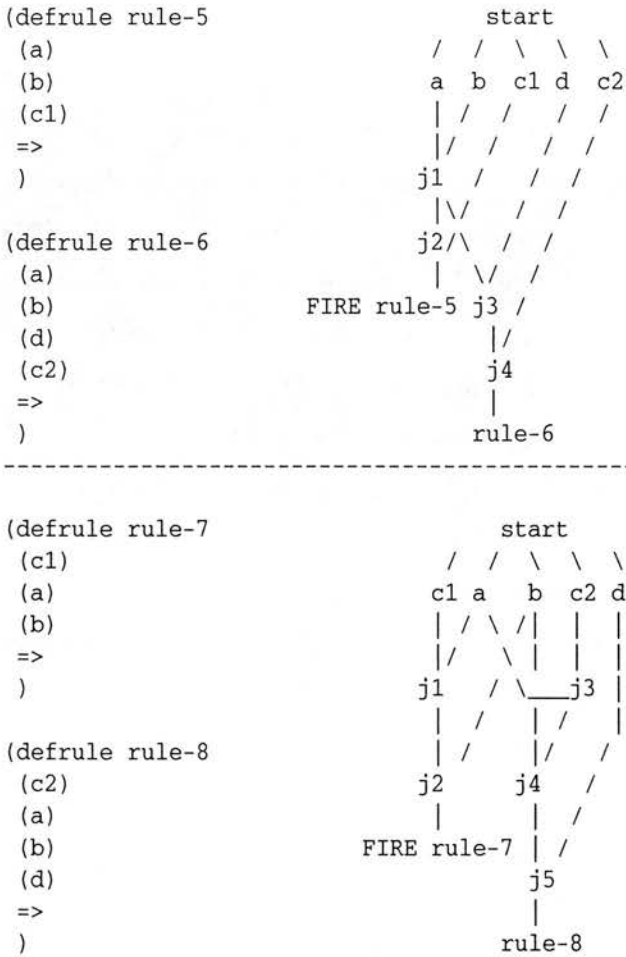 (defrule rule-5                         start
 (a)                               /  /  \  \  \
 (b)                               a  b  c1 d  c2
 (c1)                              | /  /   /  /
 =>                                |/  /   /  /
 )                                j1  /   /  /
                                   |\/   /  /
(defrule rule-6                   j2/\  /  /
 (a)                               |  \/  /
 (b)                    FIRE rule-5 j3  /
 (d)                                  |/
 (c2)                                 j4
 =>                                   |
 )                                   rule-6
--------------------------------------------------
(defrule rule-7                         start
 (c1)                               /  /  \  \  \
 (a)                               c1 a   b  c2 d
 (b)                               | / \ /|  |  |
 =>                                |/   \ |  |  |
 )                                j1   / \___j3 |
                                   |  /   | /   |
(defrule rule-8                    | /    |/   /
 (c2)                             j2     j4   /
 (a)                               |      |  /
 (b)                         FIRE rule-7  | /
 (d)                                      j5
 =>                                       |
 )                                      rule-8